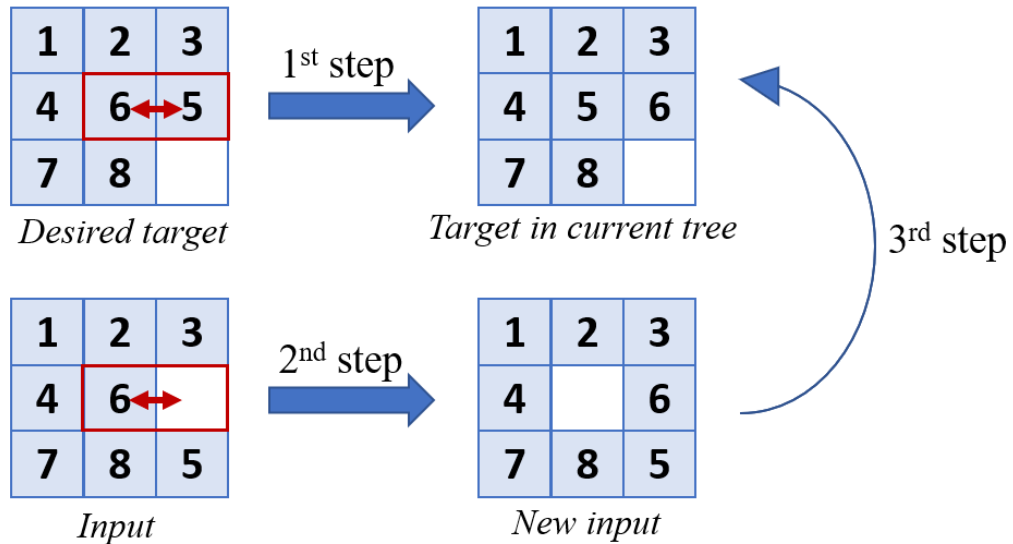 1 2 3
4 6 5
7 8
Desired target
1st step
1 2 3
4 5 6
7 8
Target in current tree
3rd step
1 2 3
4 6
7 8 5
Input
2nd step
1 2 3
4 6
7 8 5
New input